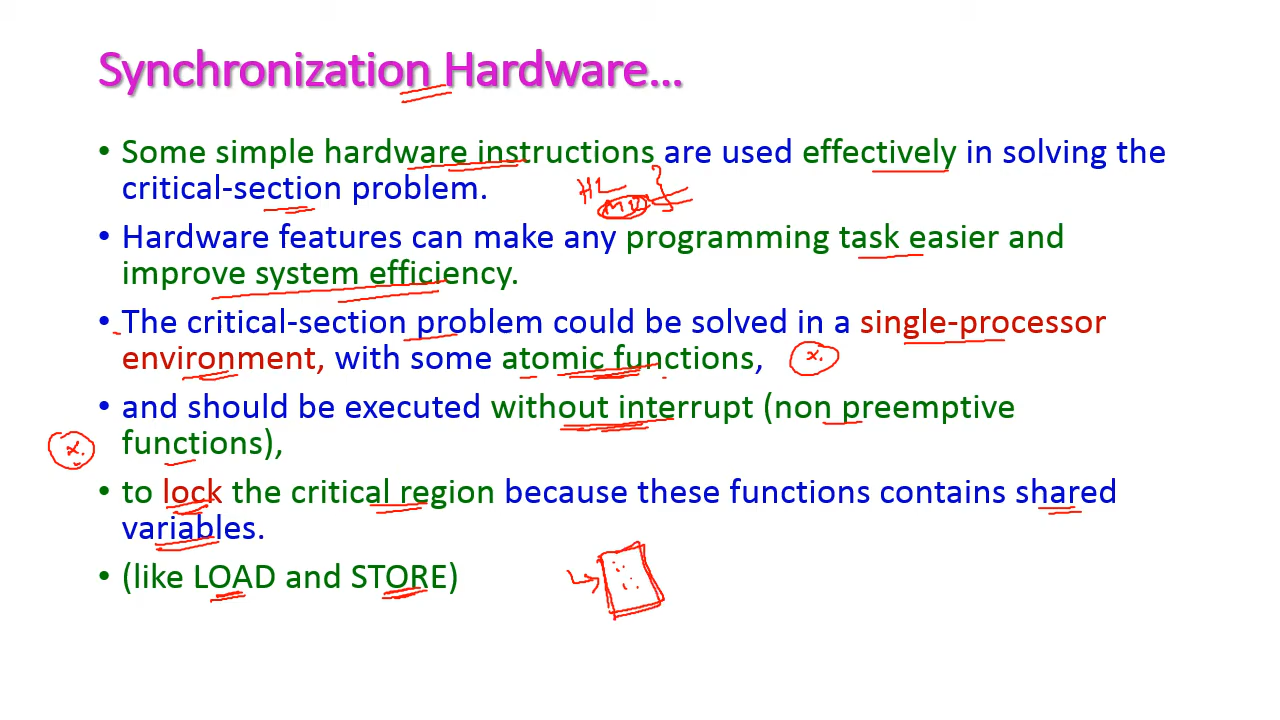 Synchronization Hardware...
• Some simple hardware instructions are used effectively in solving the
critical-section problem.
• Hardware features can make any programming task easier and
improve system efficiency.
• The critical-section problem could be solved in a single-processor
environment, with some atomic functions,
x.
• and should be executed without interrupt (non preemptive
functions),
x.
• to lock the critical region because these functions contains shared
variables.
• (like LOAD and STORE)